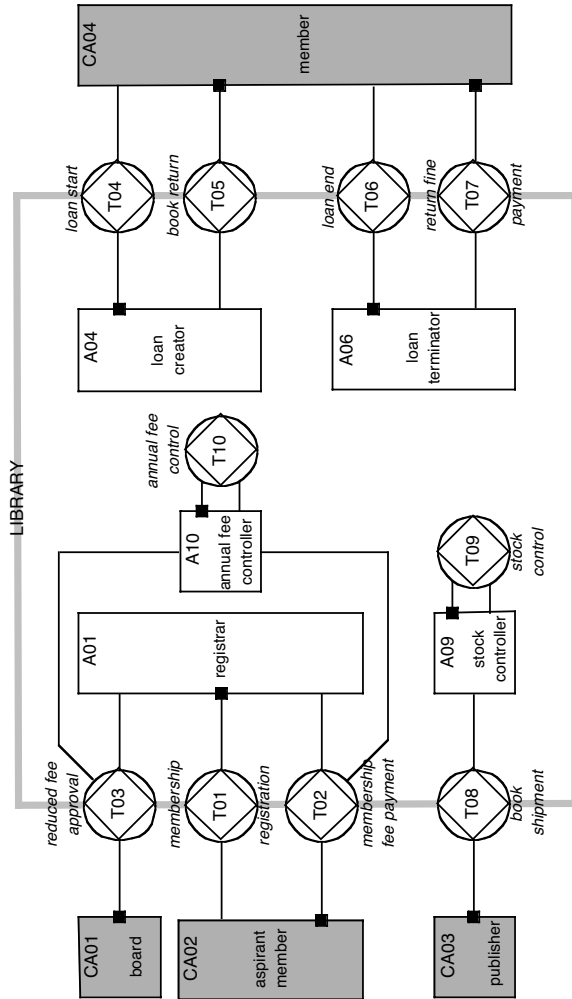 LIBRARY
CA01
board
reduced fee
approval
T03
CA02
aspirant
member
membership
T01
registration
T02
membership
fee payment
A01
registrar
A10
annual fee
controller
annual fee
control
T10
A04
loan
creator
loan start
T04
book return
T05
CA04
member
A06
loan
terminator
loan end
T06
return fine
T07
payment
CA03
publisher
T08
book
shipment
A09
stock
controller
T09
stock
control